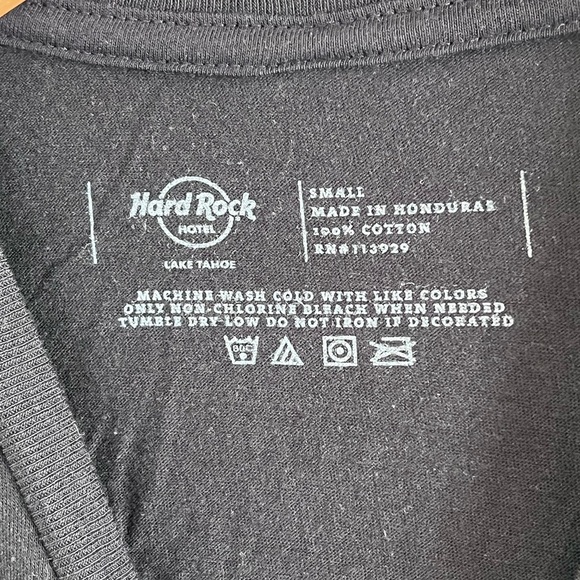 Hard Rock
HOTEL
LAKE TAHOE
SMALL
MADE IN HONDURAS
100% COTTON
RN#113929
MACHINE WASH COLD WITH LIKE COLORS
ONLY NON-CHLORINE BLEACH WHEN NEEDED
TUMBLE DRY LOW DO NOT IRON IF DECORATED